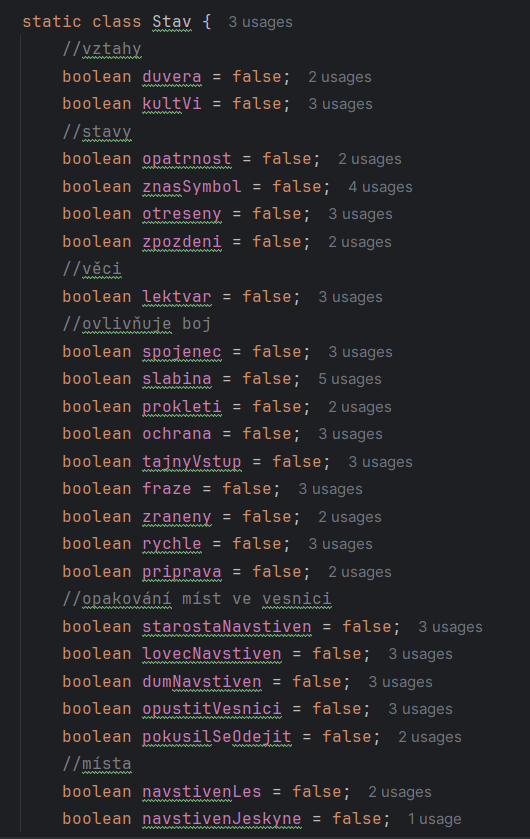 static class Stav { 3 usages
//vztahy
boolean duvera = false; 2 usages
boolean kultVi = false; 3 usages
//stavy
boolean opatrnost = false; 2 usages
boolean znasSymbol = false; 4 usages
boolean otreseny = false; 3 usages
boolean zpozdeni = false; 2 usages
//věci
boolean lektvar = false; 3 usages
//ovlivňuje boj
boolean spojenec = false; 3 usages
boolean slabina = false; 5 usages
boolean prokleti = false; 2 usages
boolean ochrana = false; 3 usages
boolean tajnyVstup = false; 3 usages
boolean fraze = false; 3 usages
boolean zraneny = false; 2 usages
boolean rychle = false; 3 usages
boolean priprava = false; 2 usages
//opakování míst ve vesnici
boolean starostaNavstiven = false; 3 usages
boolean lovecNavstiven = false; 3 usages
boolean dumNavstiven = false; 3 usages
boolean opustitVesnici = false; 3 usages
boolean pokusilSeOdejit = false; 2 usages
//místa
boolean navstivenLes = false; 2 usages
boolean navstivenJeskyne = false; 1 usage